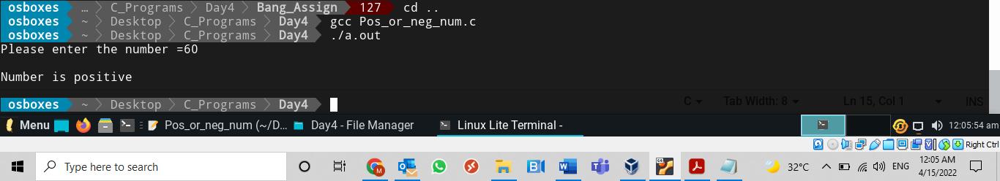 osboxes … C_Programs Day4 Bang_Assign 127 cd ..
osboxes ~ Desktop C_Programs Day4 gcc Pos_or_neg_num.c
osboxes ~ Desktop C_Programs Day4 ./a.out
Please enter the number =60
Number is positive
osboxes ~ Desktop C_Programs Day4
C Tab Width: 8 Ln 15, Col 1 INS
Menu Pos_or_neg_num (~/D... Day4 - File Manager Linux Lite Terminal - 12:05:54 am
Right Ctrl
Type here to search 32°C ENG 12:05 AM
4/15/2022